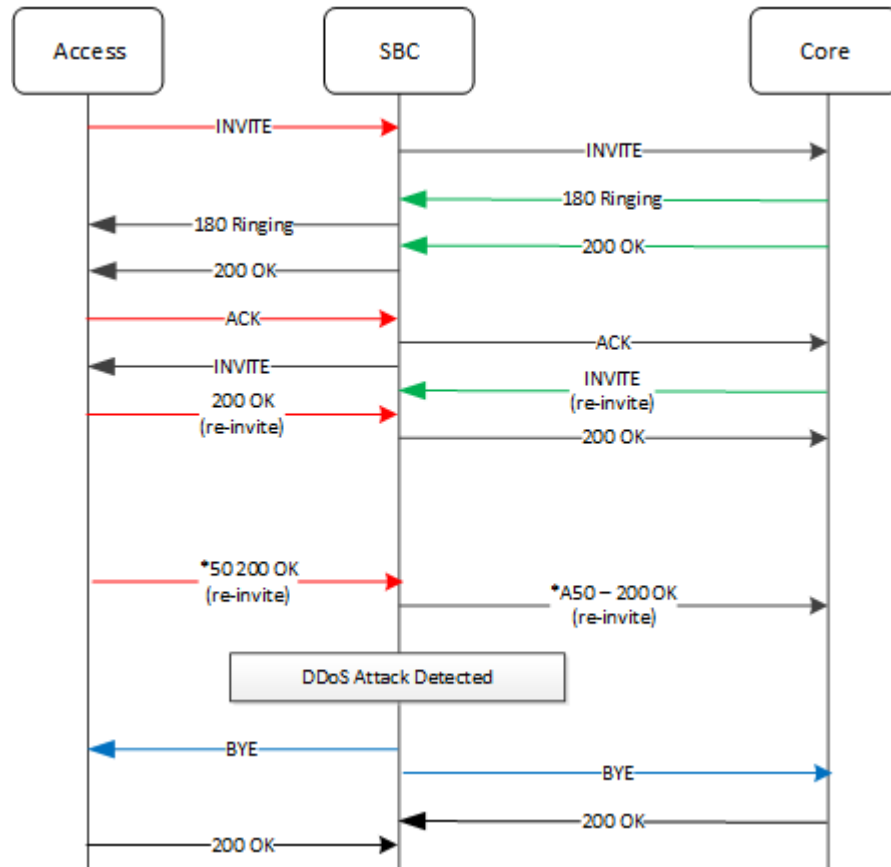 Access
SBC
Core
INVITE
INVITE
180 Ringing
180 Ringing
200 OK
200 OK
ACK
ACK
INVITE
INVITE
(re-invite)
200 OK
(re-invite)
200 OK
*50 200 OK
(re-invite)
*A50 – 200 OK
(re-invite)
DDoS Attack Detected
BYE
BYE
200 OK
200 OK